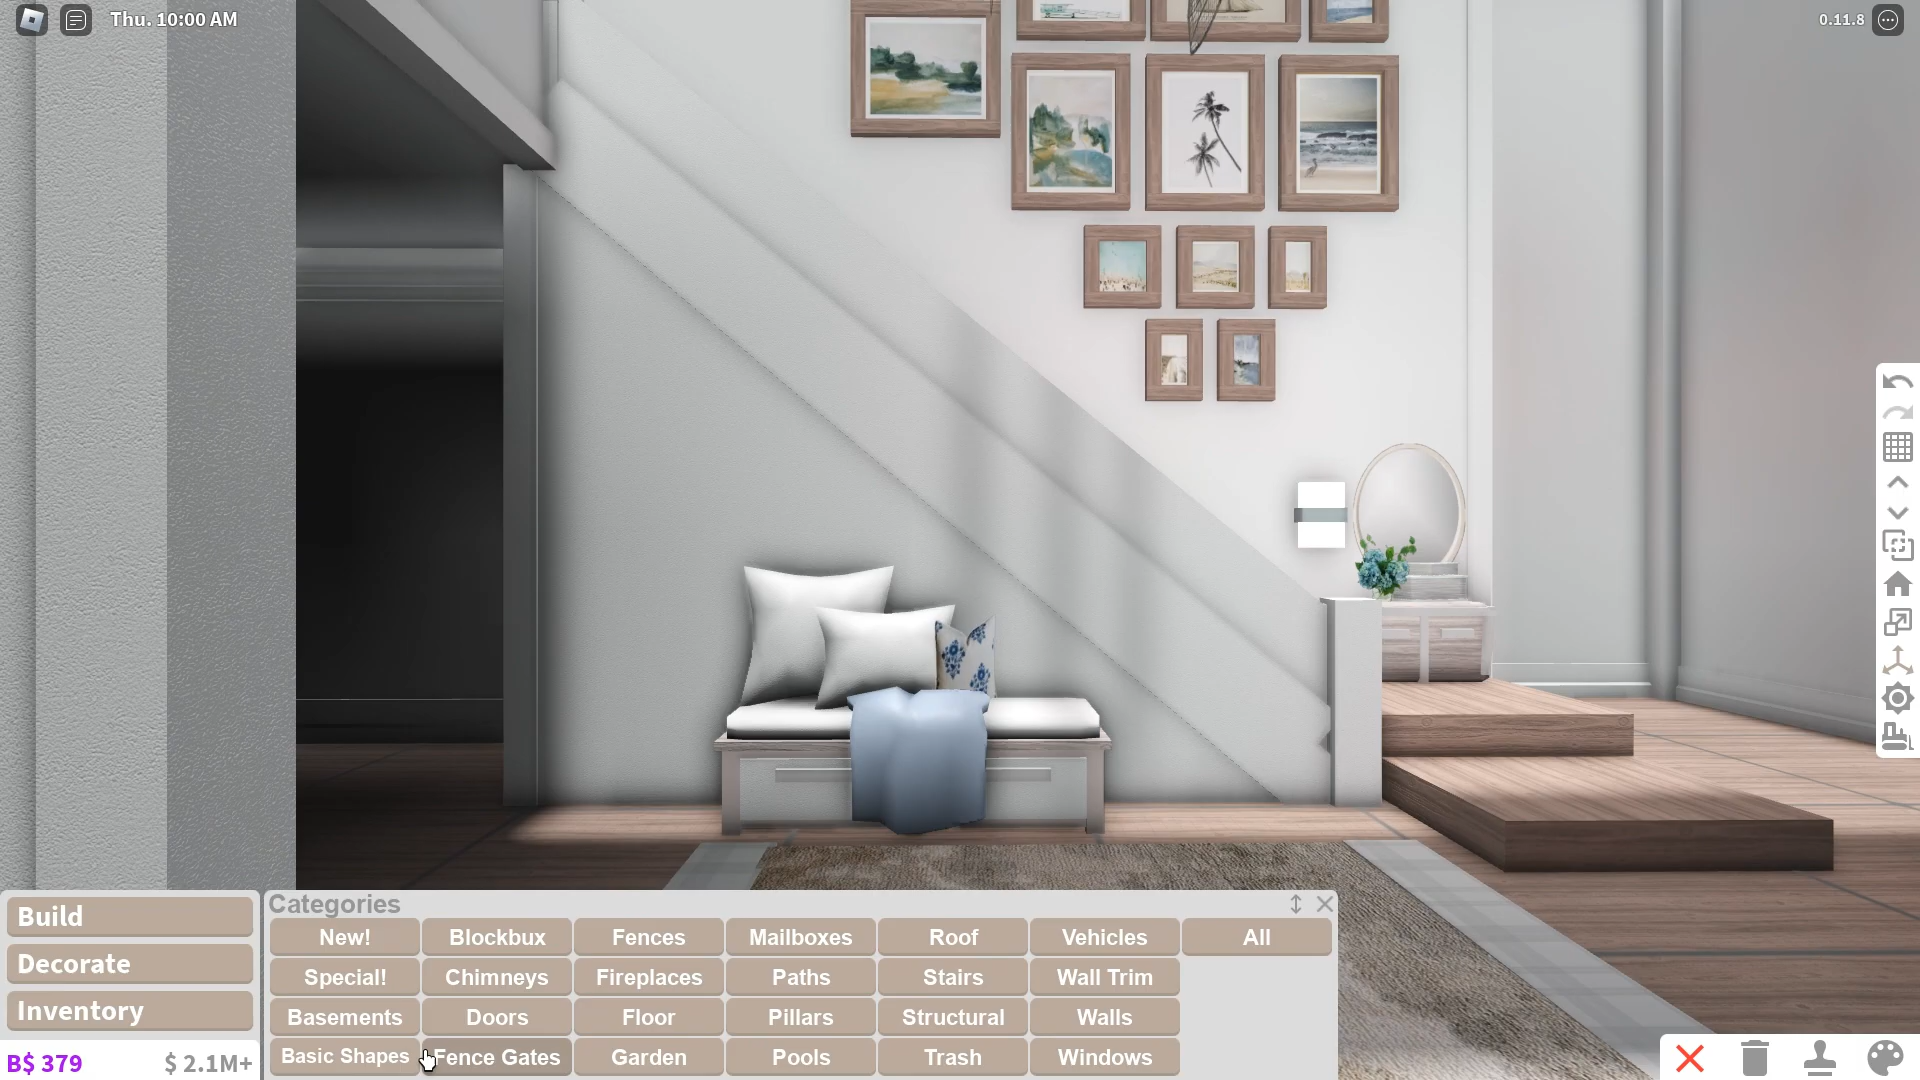 Thu. 10:00 AM
0.11.8
Build
Decorate
Inventory
B$ 379
$ 2.1M+
Categories
New! Blockbux Fences Mailboxes Roof Vehicles All
Special! Chimneys Fireplaces Paths Stairs Wall Trim
Basements Doors Floor Pillars Structural Walls
Basic Shapes Fence Gates Garden Pools Trash Windows